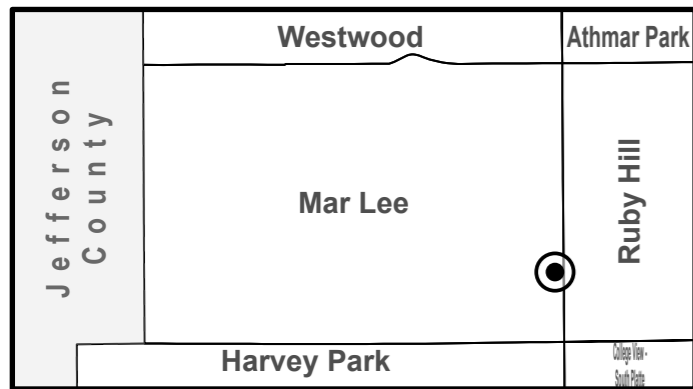 Westwood
Athmar Park
Jefferson
County
Mar Lee
Ruby Hill
Harvey Park
College View -
South Platte